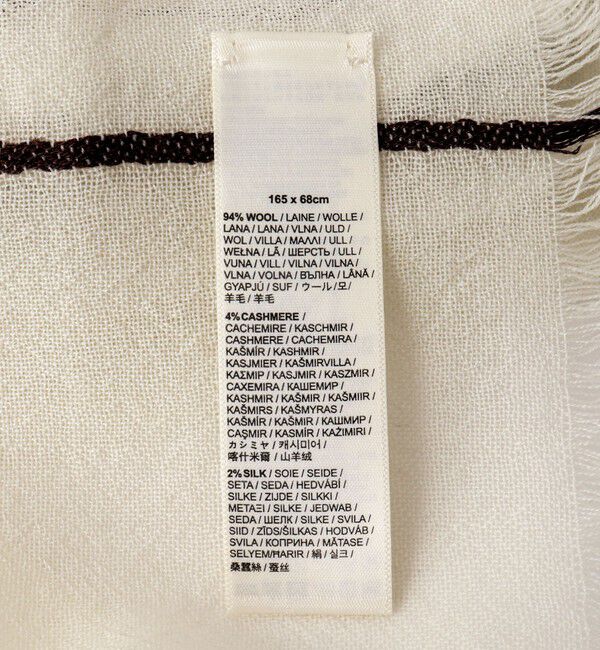 165 x 68cm
94% WOOL / LAINE / WOLLE /
LANA / LANA / VLNA / ULD /
WOL / VILLA / ΜΑΛΛΙ / ULL /
WEŁNA / LÃ / ШЕРСТЬ / ULL /
VUNA / VILL / VILNA / VILNA /
VLNA / VOLNA / ВЪЛНА / LÂNĂ /
GYAPJÚ / SUF / ウール / 모 /
羊毛 / 羊毛
4% CASHMERE /
CACHEMIRE / KASCHMIR /
CASHMERE / CACHEMIRA /
KAŠMÍR / KASHMIR /
KASJMIER / KAŠMIRVILLA /
ΚΑΣΜΙΡ / KASJMIR / KASZMIR /
CAXEMIRA / КАШЕМИР /
KASHMIR / KAŠMIR / KAŠMIIR /
KAŠMIRS / KAŠMYRAS /
KAŠMÍR / KAŠMIR / КАШМИР /
CAŞMIR / KASMÍR / KAŻIMIRI /
カシミヤ / 캐시미어 /
喀什米爾 / 山羊绒
2% SILK / SOIE / SEIDE /
SETA / SEDA / HEDVÁBÍ /
SILKE / ZIJDE / SILKKI /
ΜΕΤΑΞΙ / SILKE / JEDWAB /
SEDA / ШЕЛК / SILKE / SVILA /
SIID / ZĪDS/ŠILKAS / HODVÁB /
SVILA / КОПРИНА / MĂTASE /
SELYEM/ĦARIR / 絹 / 실크 /
桑蠶絲 / 蚕丝